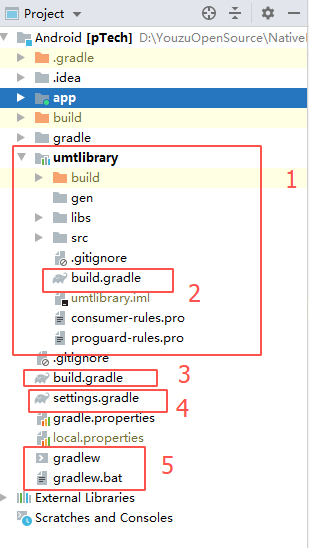 Project
Android [pTech] D:\YouzuOpenSource\Native
.gradle
.idea
app
build
gradle
umtlibrary
1
build
gen
libs
src
.gitignore
build.gradle
2
umtlibrary.iml
consumer-rules.pro
proguard-rules.pro
.gitignore
build.gradle
3
settings.gradle
4
gradle.properties
local.properties
gradlew
5
gradlew.bat
External Libraries
Scratches and Consoles